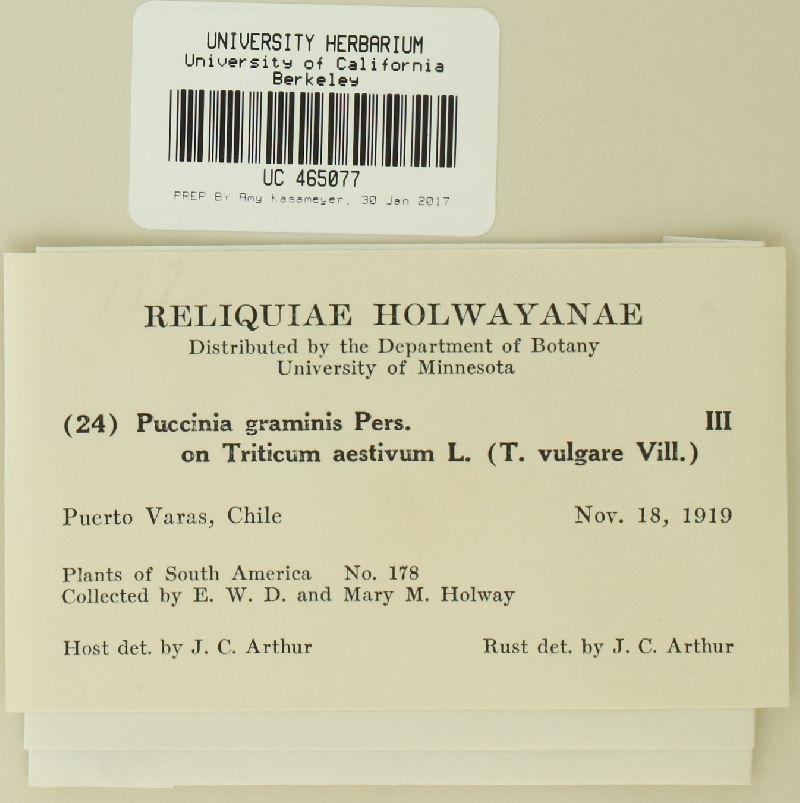 UNIVERSITY HERBARIUM
University of California
Berkeley
UC 465077
PREP BY Amy Kasameyer, 30 Jan 2017
178
RELIQUIAE HOLWAYANAE
Distributed by the Department of Botany
University of Minnesota
(24) Puccinia graminis Pers. III
on Triticum aestivum L. (T. vulgare Vill.)
Puerto Varas, Chile Nov. 18, 1919
Plants of South America No. 178
Collected by E. W. D. and Mary M. Holway
Host det. by J. C. Arthur Rust det. by J. C. Arthur